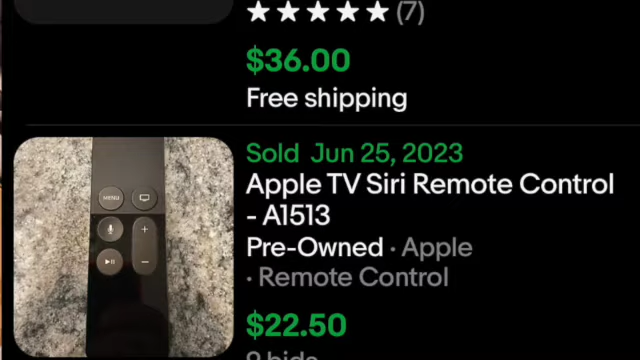 (7)
$36.00
Free shipping
Sold Jun 25, 2023
Apple TV Siri Remote Control
- A1513
Pre-Owned · Apple
· Remote Control
$22.50
MENU